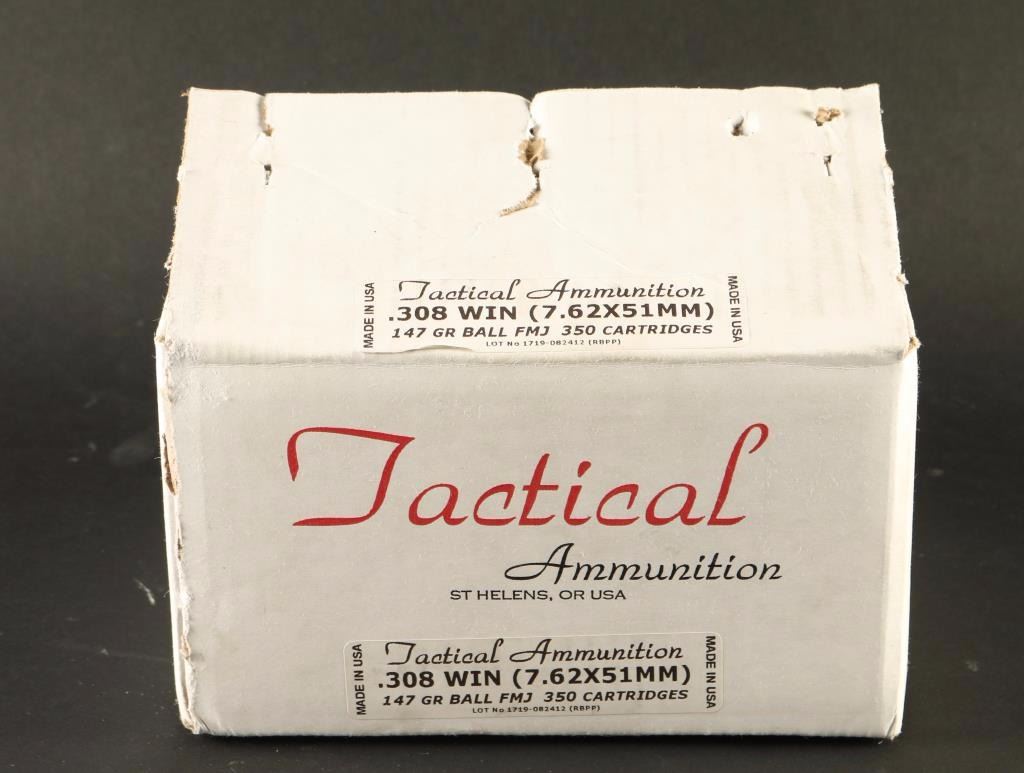 MADE IN USA
Tactical Ammunition
.308 WIN (7.62X51MM)
147 GR BALL FMJ 350 CARTRIDGES
LOT No 1719-082412 (RBPP)
MADE IN USA
Tactical
Ammunition
ST HELENS, OR USA
MADE IN USA
Tactical Ammunition
.308 WIN (7.62X51MM)
147 GR BALL FMJ 350 CARTRIDGES
LOT No 1719-082412 (RBPP)
MADE IN USA